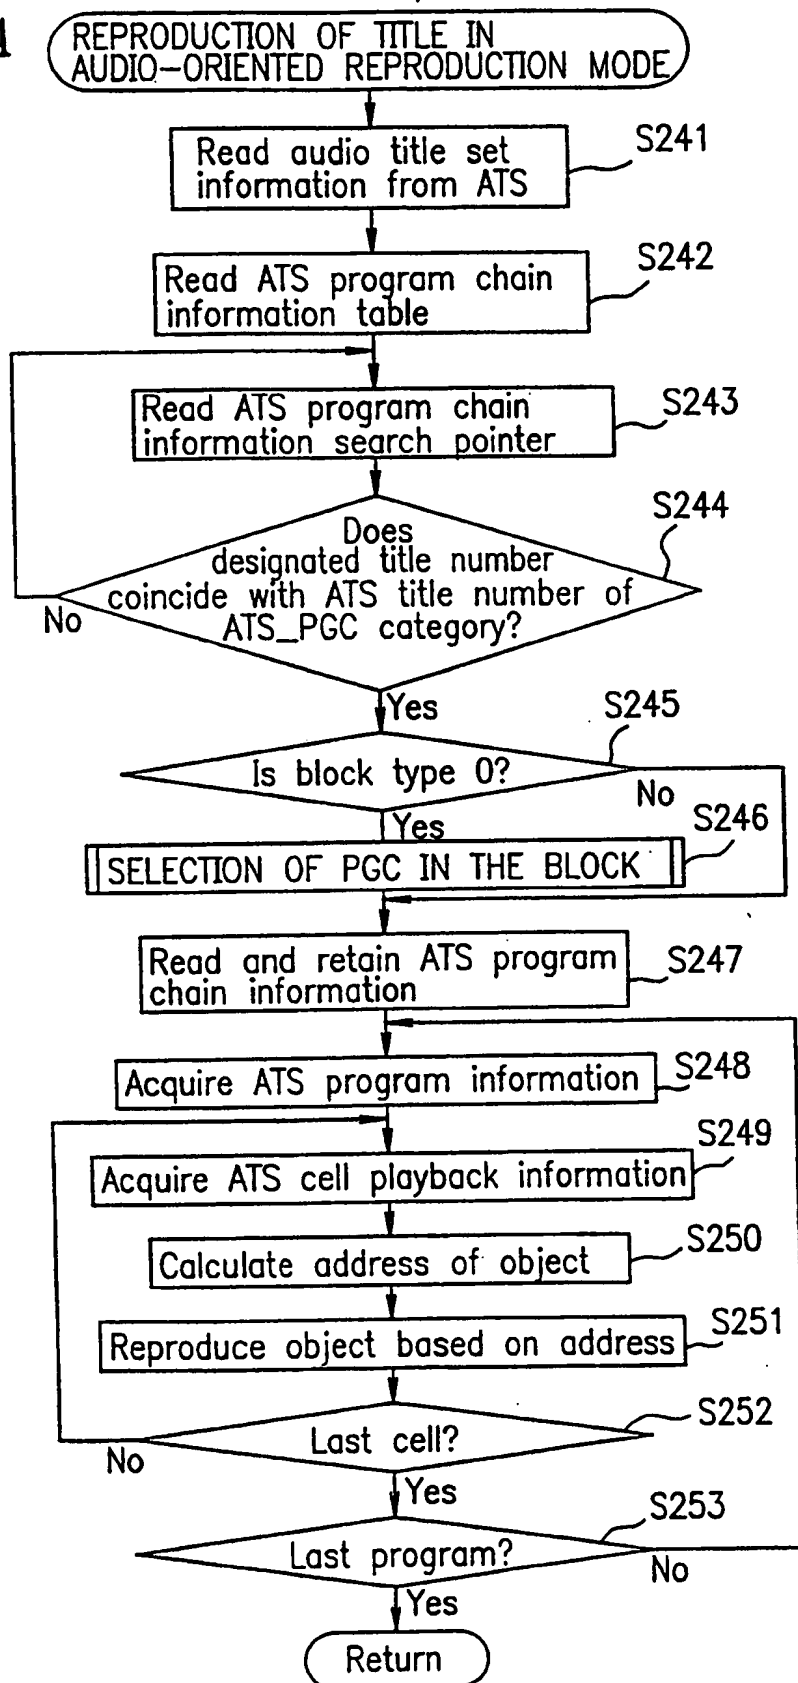 REPRODUCTION OF TITLE IN
AUDIO-ORIENTED REPRODUCTION MODE
S241
Read audio title set
information from ATS
S242
Read ATS program chain
information table
S243
Read ATS program chain
information search pointer
S244
Does
designated title number
coincide with ATS title number of
ATS_PGC category?
No
Yes
S245
Is block type 0?
No
Yes
S246
SELECTION OF PGC IN THE BLOCK
Read and retain ATS program
chain information
S247
Acquire ATS program information
S248
S249
Acquire ATS cell playback information
S250
Calculate address of object
S251
Reproduce object based on address
S252
Last cell?
No
Yes
S253
Last program?
No
Yes
Return